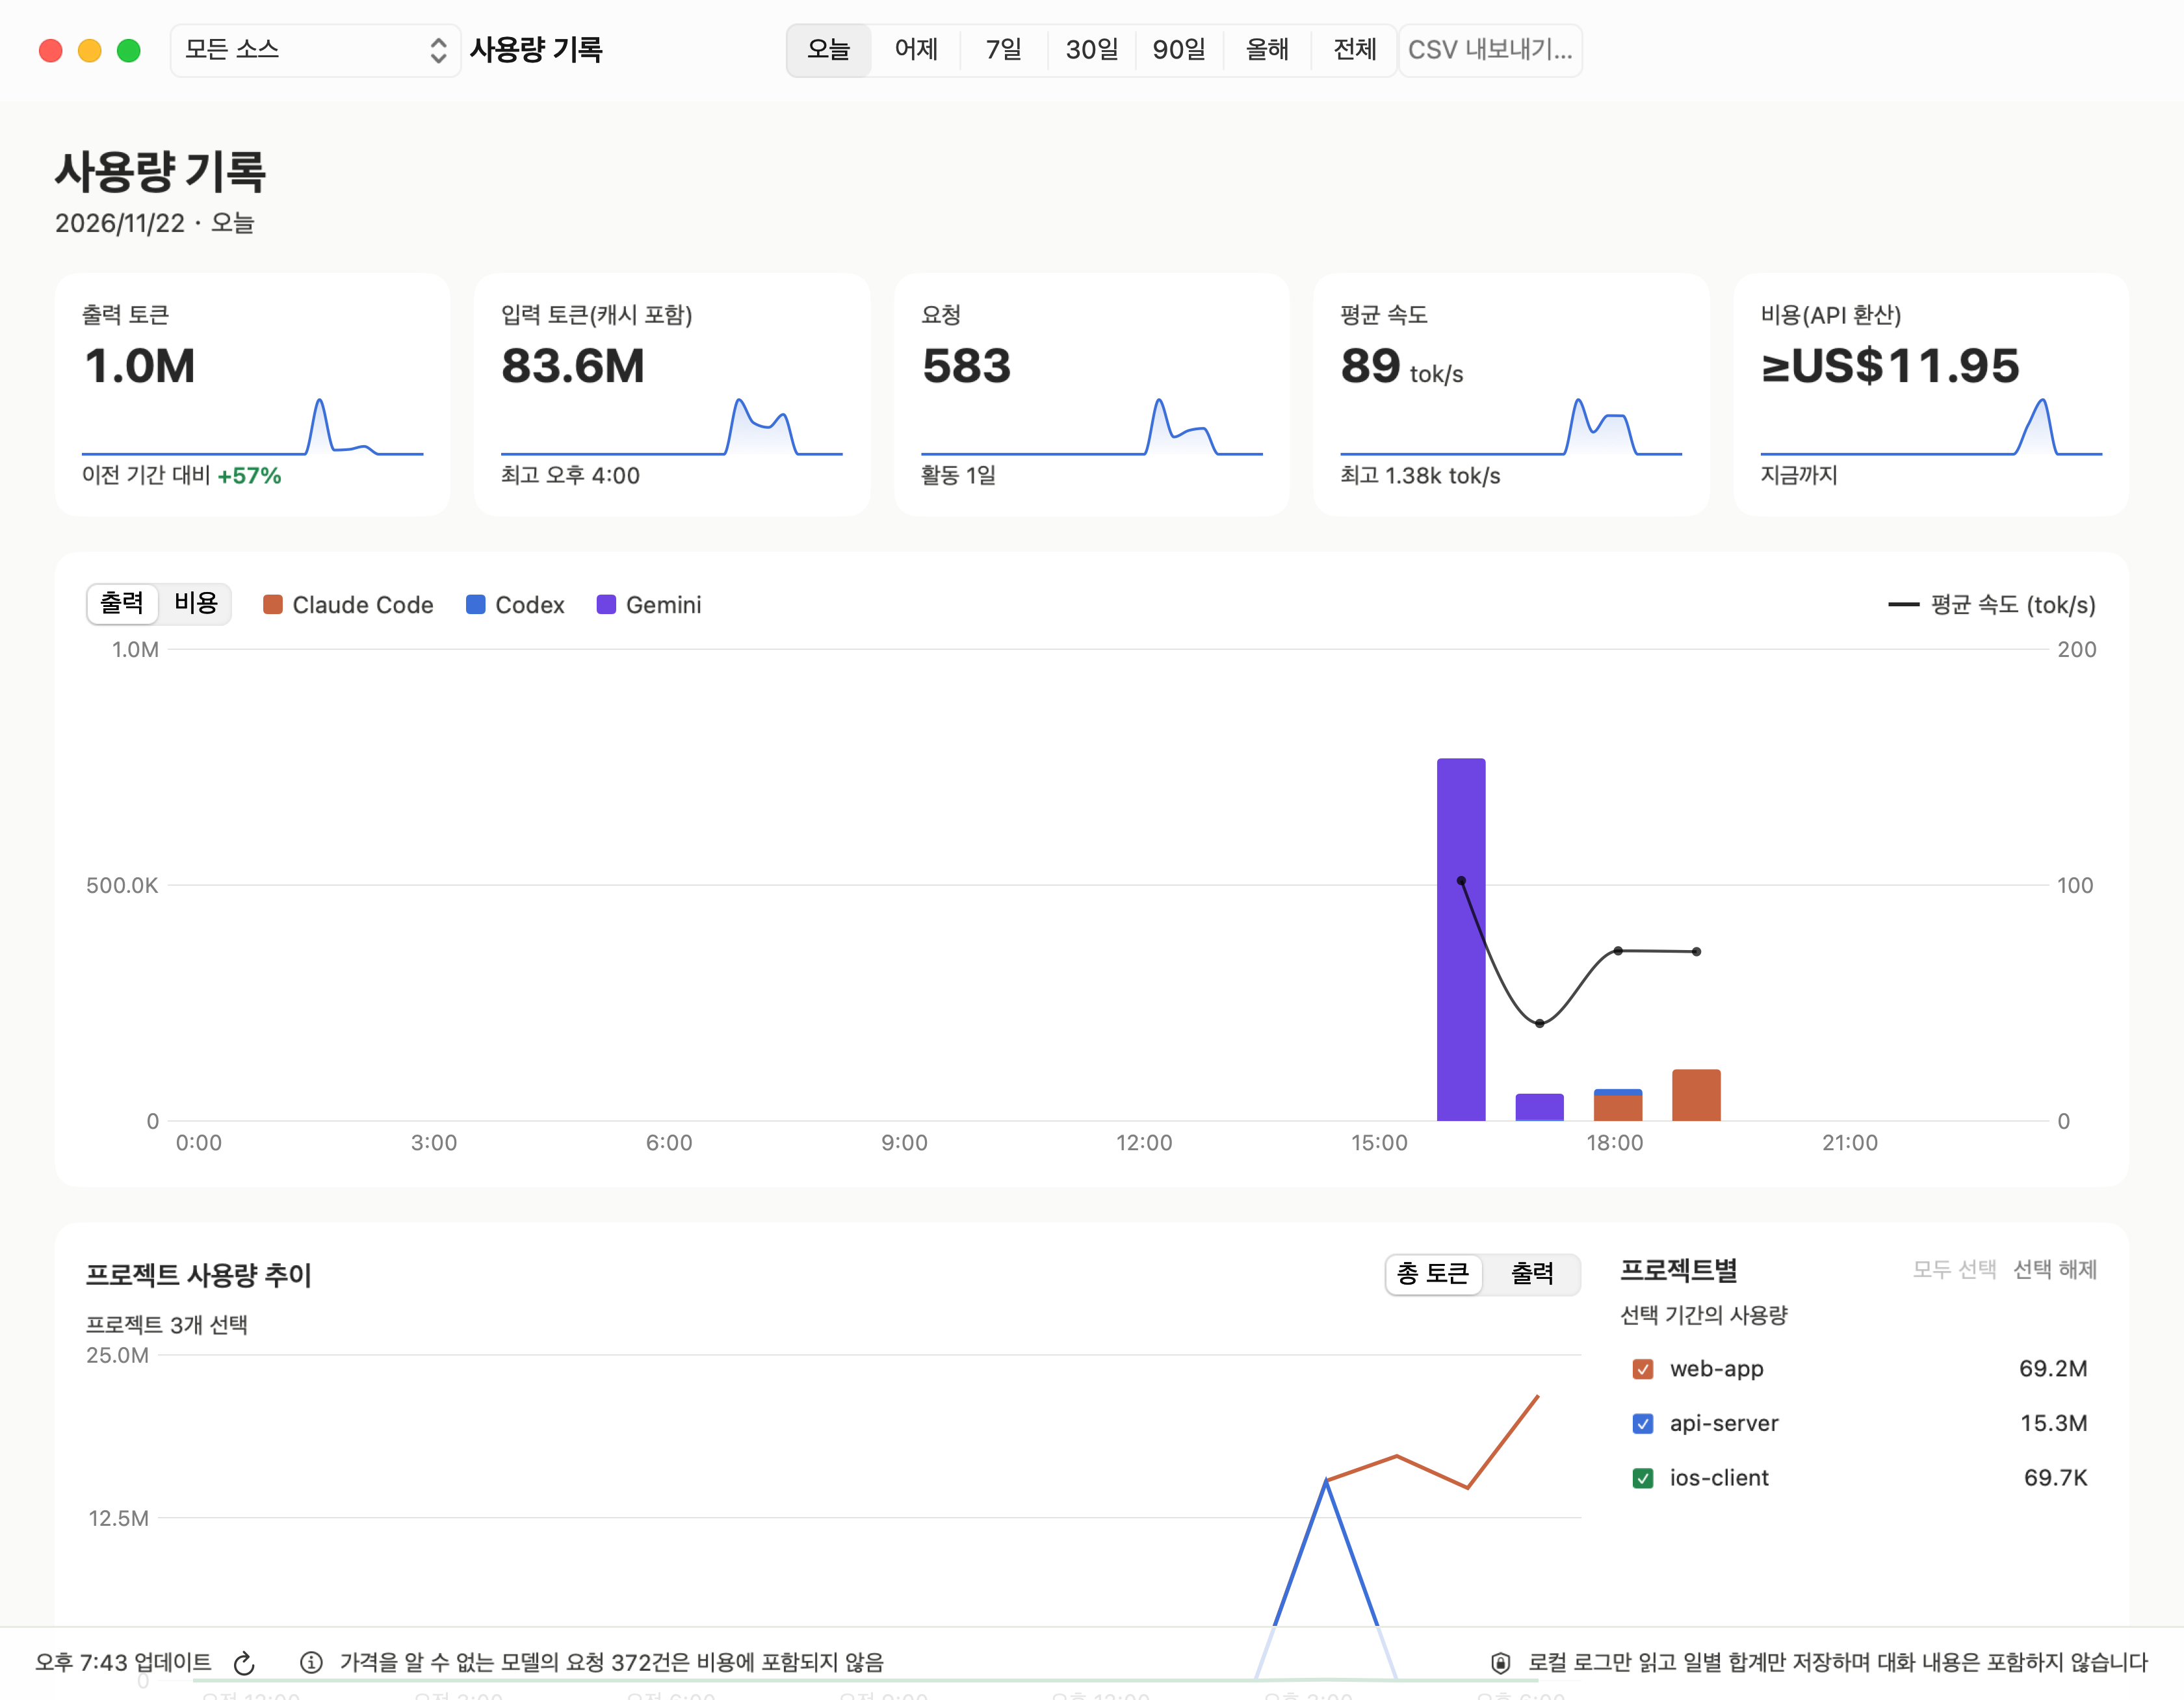 모든 소스
사용량 기록
오늘 어제 7일 30일 90일 올해 전체
CSV 내보내기...
사용량 기록
2026/11/22 · 오늘
출력 토큰
1.0M
이전 기간 대비 +57%
입력 토큰(캐시 포함)
83.6M
최고 오후 4:00
요청
583
활동 1일
평균 속도
89 tok/s
최고 1.38k tok/s
비용(API 환산)
≥US$11.95
지금까지
출력 비용
Claude Code Codex Gemini
평균 속도 (tok/s)
1.0M 200
500.0K 100
0 0
0:00 3:00 6:00 9:00 12:00 15:00 18:00 21:00
프로젝트 사용량 추이
총 토큰 출력
프로젝트 3개 선택
25.0M
12.5M
0
프로젝트별
모두 선택 선택 해제
선택 기간의 사용량
web-app 69.2M
api-server 15.3M
ios-client 69.7K
오후 7:43 업데이트
가격을 알 수 없는 모델의 요청 372건은 비용에 포함되지 않음
로컬 로그만 읽고 일별 합계만 저장하며 대화 내용은 포함하지 않습니다